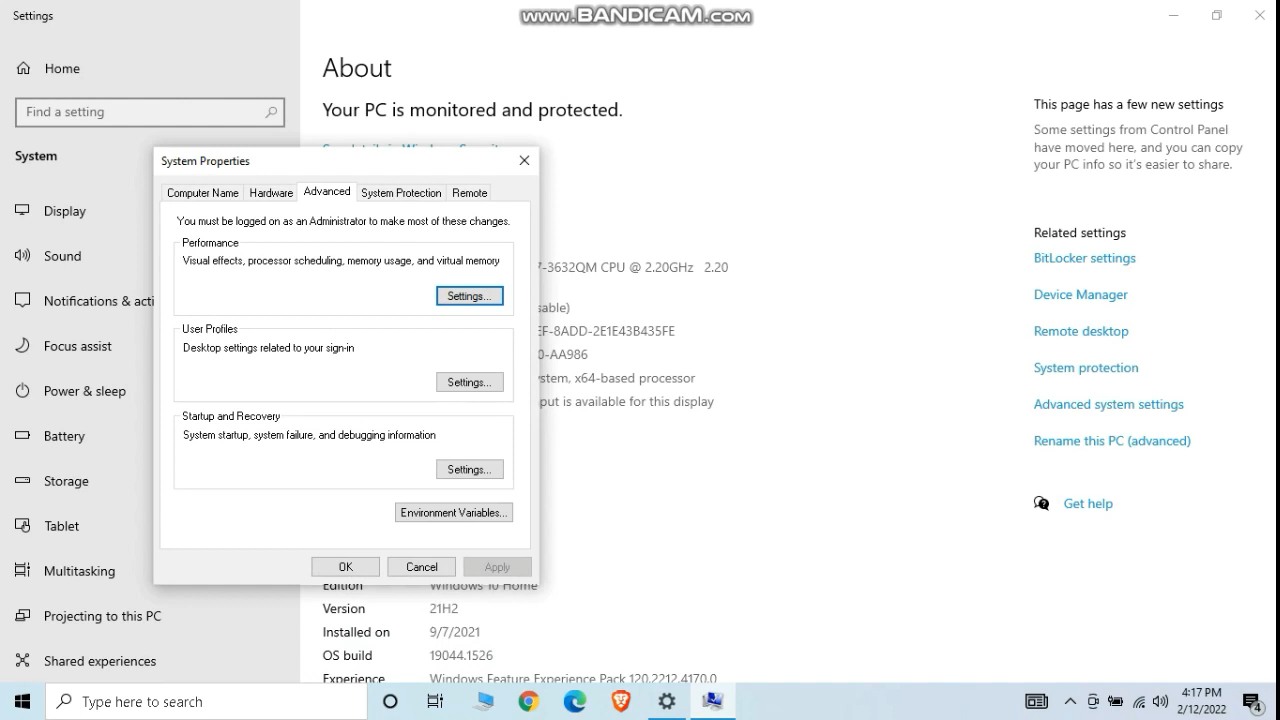 Settings
www.BANDICAM.com
Home
Find a setting
System
Display
Sound
Notifications & acti
Focus assist
Power & sleep
Battery
Storage
Tablet
Multitasking
Projecting to this PC
Shared experiences
About
Your PC is monitored and protected.
System Properties
Computer Name
Hardware
Advanced
System Protection
Remote
You must be logged on as an Administrator to make most of these changes.
Performance
Visual effects, processor scheduling, memory usage, and virtual memory
Settings...
User Profiles
Desktop settings related to your sign-in
Settings...
Startup and Recovery
System startup, system failure, and debugging information
Settings...
Environment Variables...
OK
Cancel
Apply
7-3632QM CPU @ 2.20GHz 2.20
sable)
EF-8ADD-2E1E43B435FE
0-AA986
ystem, x64-based processor
put is available for this display
Edition Windows 10 Home
Version 21H2
Installed on 9/7/2021
OS build 19044.1526
Experience Windows Feature Experience Pack 120.2212.4170.0
This page has a few new settings
Some settings from Control Panel
have moved here, and you can copy
your PC info so it's easier to share.
Related settings
BitLocker settings
Device Manager
Remote desktop
System protection
Advanced system settings
Rename this PC (advanced)
Get help
Type here to search
4:17 PM
2/12/2022
4